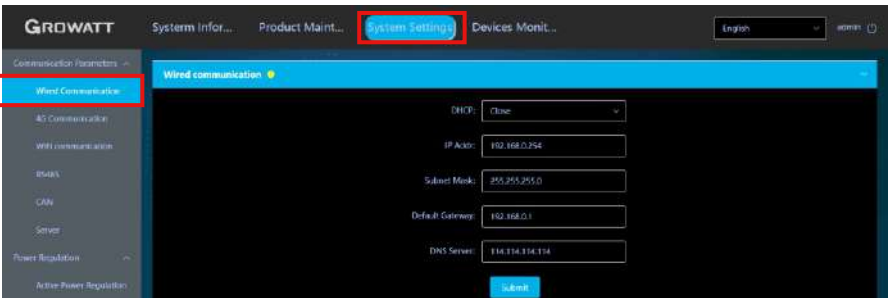 GROWATT
Systerm Infor...
Product Maint...
System Settings
Devices Monit...
English
admin
Communication Parameters
Wired Communication
4G Communication
WIFI communication
RS485
CAN
Server
Power Regulation
Active Power Regulation
Wired communication
DHCP: Close
IP Addr: 192.168.0.254
Subnet Mask: 255.255.255.0
Default Gateway: 192.168.0.1
DNS Server: 114.114.114.114
Submit